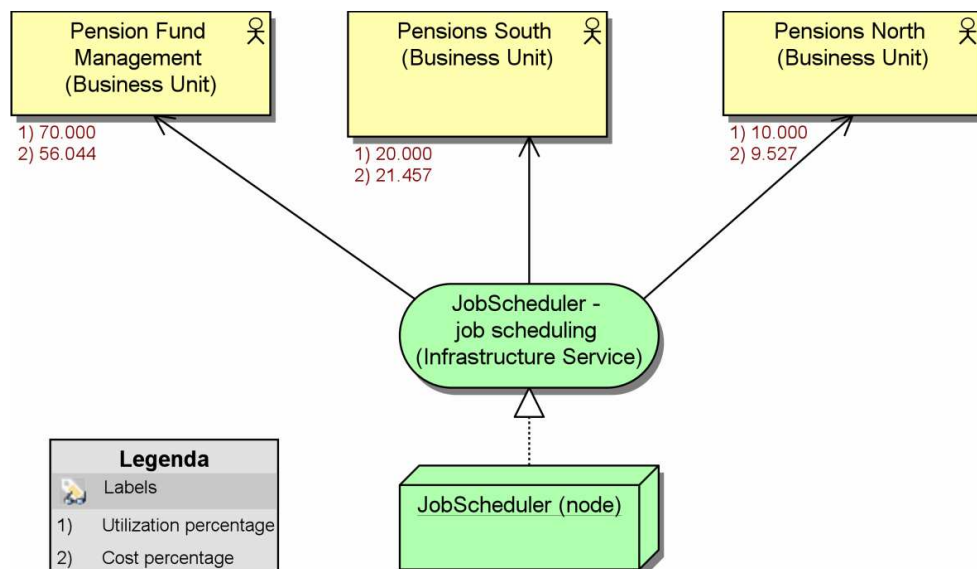 Pension Fund
Management
(Business Unit)
1) 70.000
2) 56.044
Pensions South
(Business Unit)
1) 20.000
2) 21.457
Pensions North
(Business Unit)
1) 10.000
2) 9.527
JobScheduler -
job scheduling
(Infrastructure Service)
JobScheduler (node)
Legenda
Labels
1) Utilization percentage
2) Cost percentage